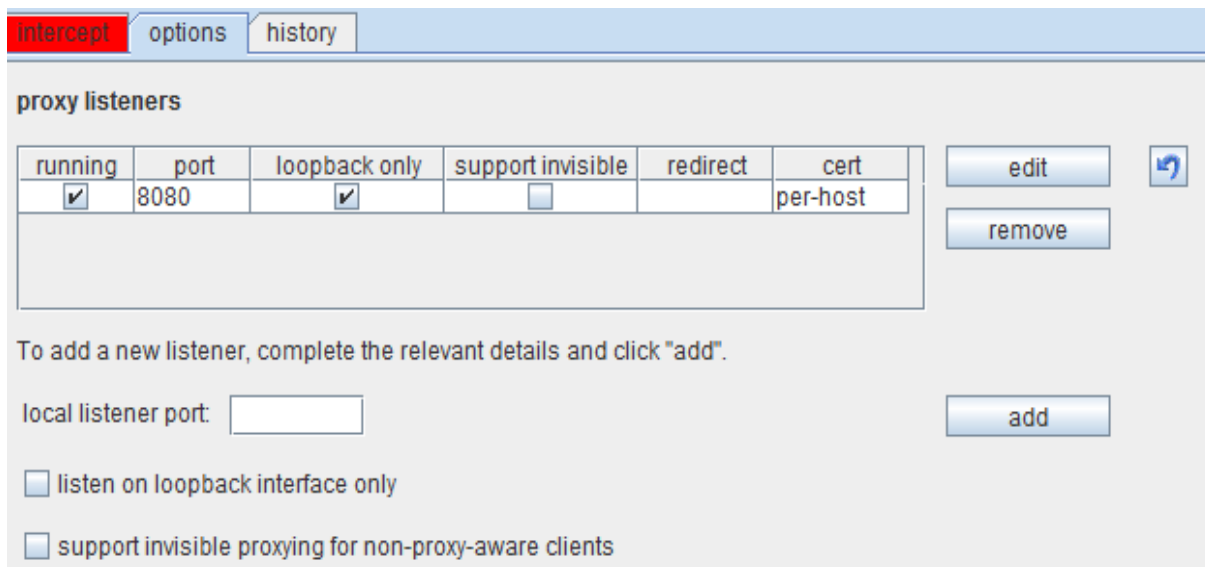 intercept options history
proxy listeners
running port loopback only support invisible redirect cert
edit
8080 per-host
remove
To add a new listener, complete the relevant details and click "add".
local listener port: add
listen on loopback interface only
support invisible proxying for non-proxy-aware clients